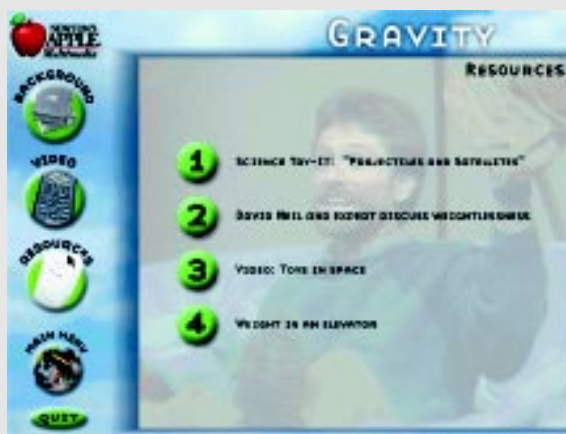 NEWTON'S
APPLE
GRAVITY
RESOURCES
BACKGROUND
VIDEO
RESOURCES
MAIN MENU
QUIT
1 SCIENCE TRY-IT: "PROJECTILES AND SATELLITES"
2 DAVID HEIL AND EXPERT DISCUSS WEIGHTLESSNESS
3 VIDEO: TOYS IN SPACE
4 WEIGHT IN AN ELEVATOR